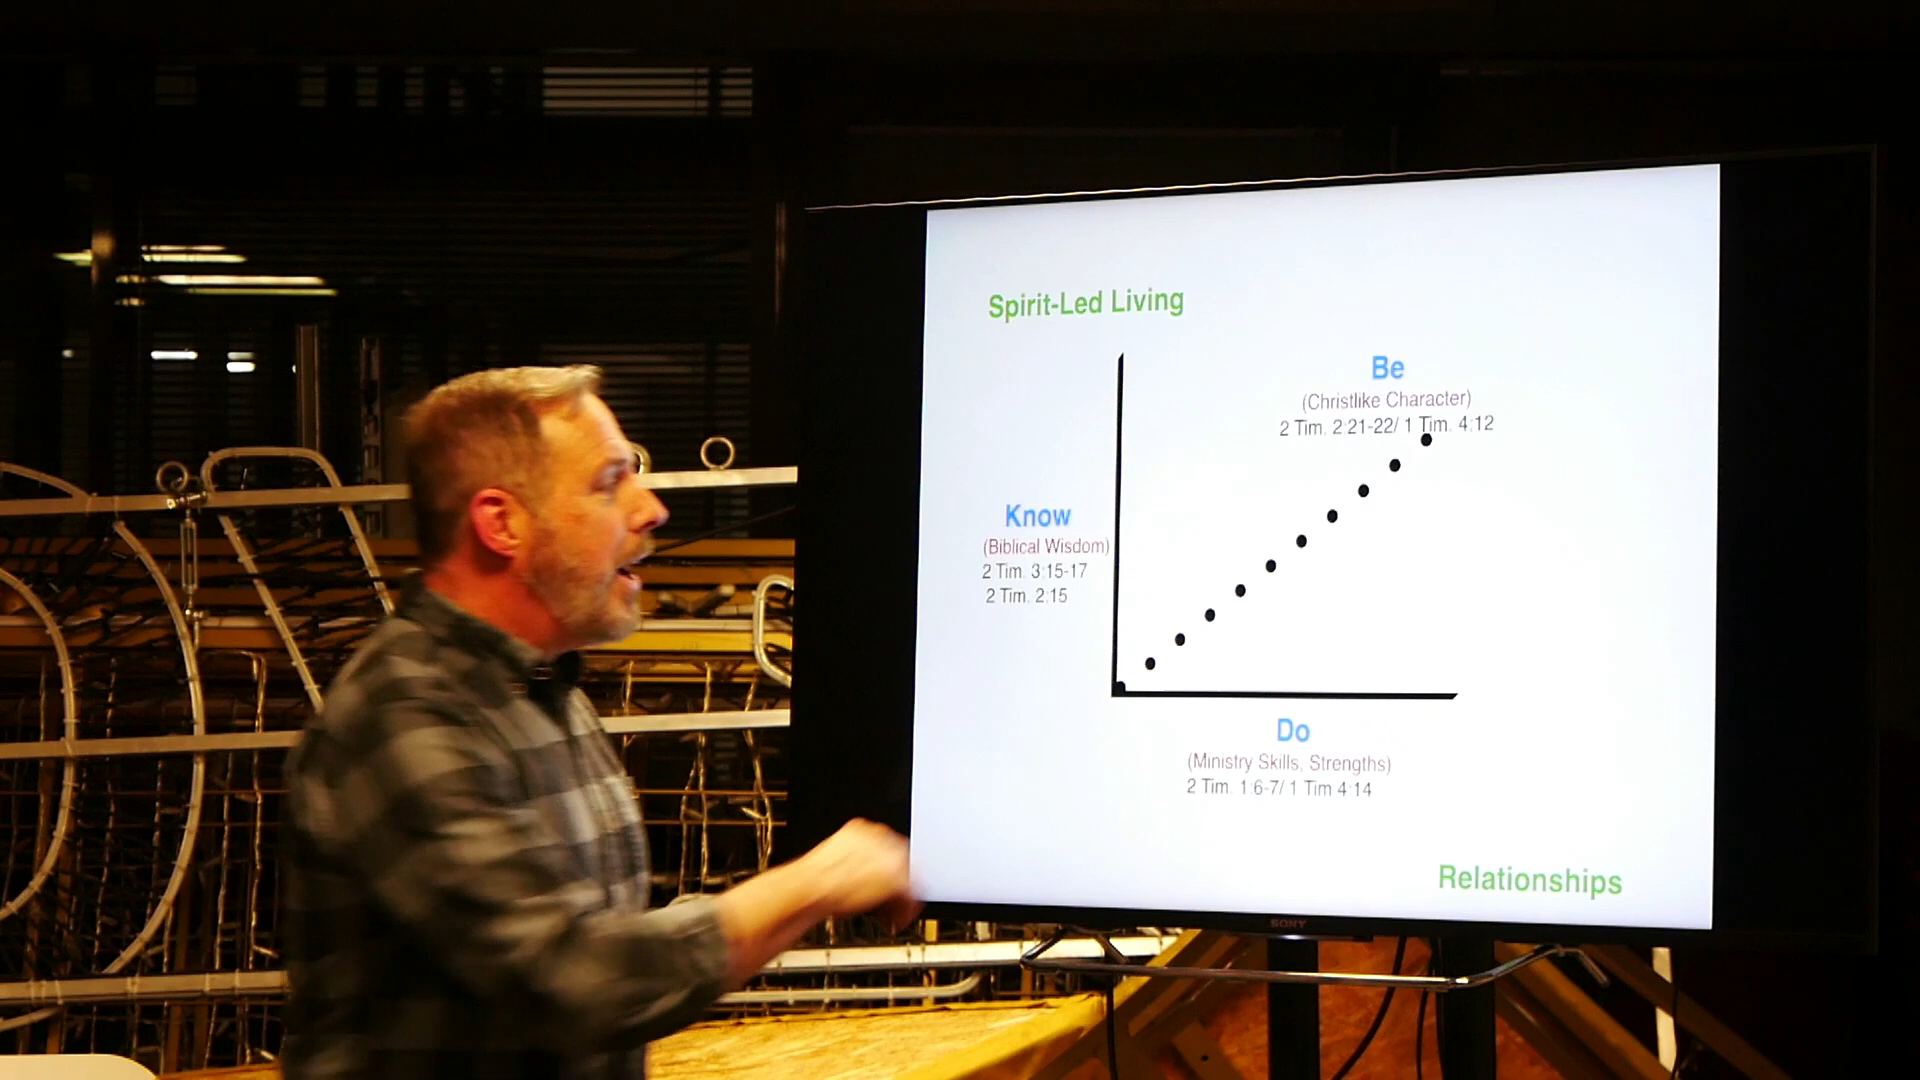 Spirit-Led Living
Be
(Christlike Character)
2 Tim. 2:21-22/ 1 Tim. 4:12
Know
(Biblical Wisdom)
2 Tim. 3:15-17
2 Tim. 2:15
Do
(Ministry Skills, Strengths)
2 Tim. 1:6-7/ 1 Tim 4:14
Relationships
SONY